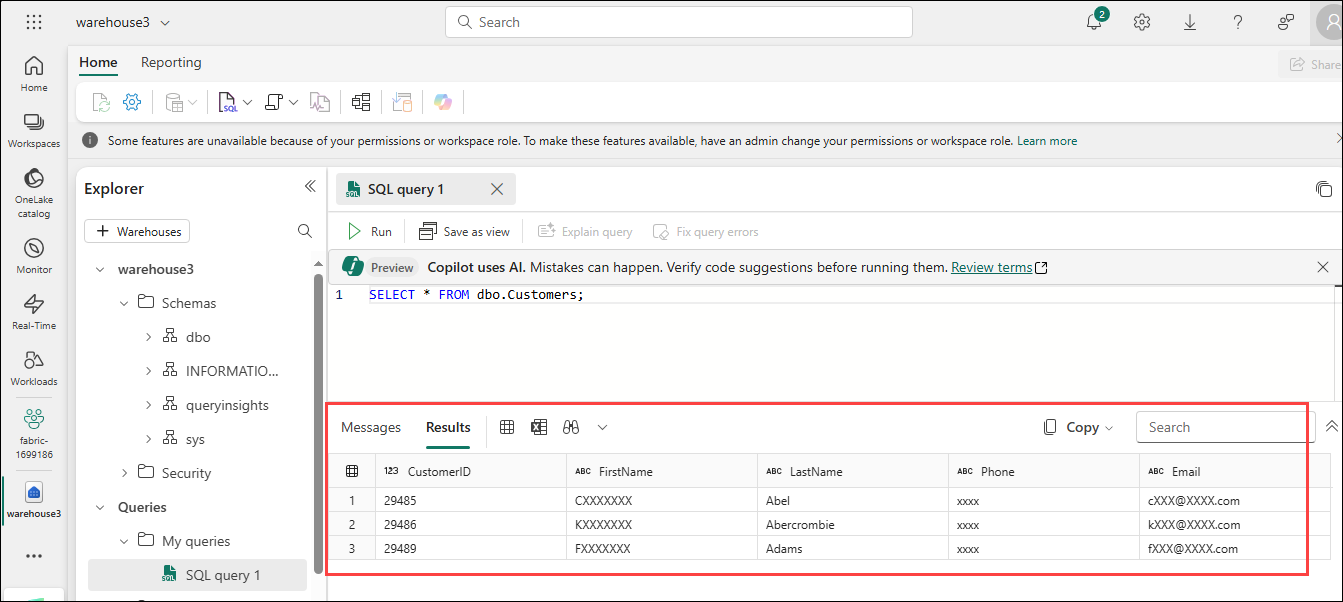 warehouse3
Search
2
Home
Reporting
Share
SQL
Some features are unavailable because of your permissions or workspace role. To make these features available, have an admin change your permissions or workspace role. Learn more
Home
Workspaces
OneLake
catalog
Monitor
Real-Time
Workloads
fabric-
1699186
warehouse3
Explorer
+ Warehouses
warehouse3
Schemas
dbo
INFORMATIO...
queryinsights
sys
Security
Queries
My queries
SQL query 1
SQL query 1
Run
Save as view
Explain query
Fix query errors
Preview
Copilot uses AI. Mistakes can happen. Verify code suggestions before running them. Review terms
1 SELECT * FROM dbo.Customers;
Messages
Results
Copy
Search
123 CustomerID ABC FirstName ABC LastName ABC Phone ABC Email
1 29485 CXXXXXXX Abel xxxx cXXX@XXXX.com
2 29486 KXXXXXXX Abercrombie xxxx kXXX@XXXX.com
3 29489 FXXXXXXX Adams xxxx fXXX@XXXX.com